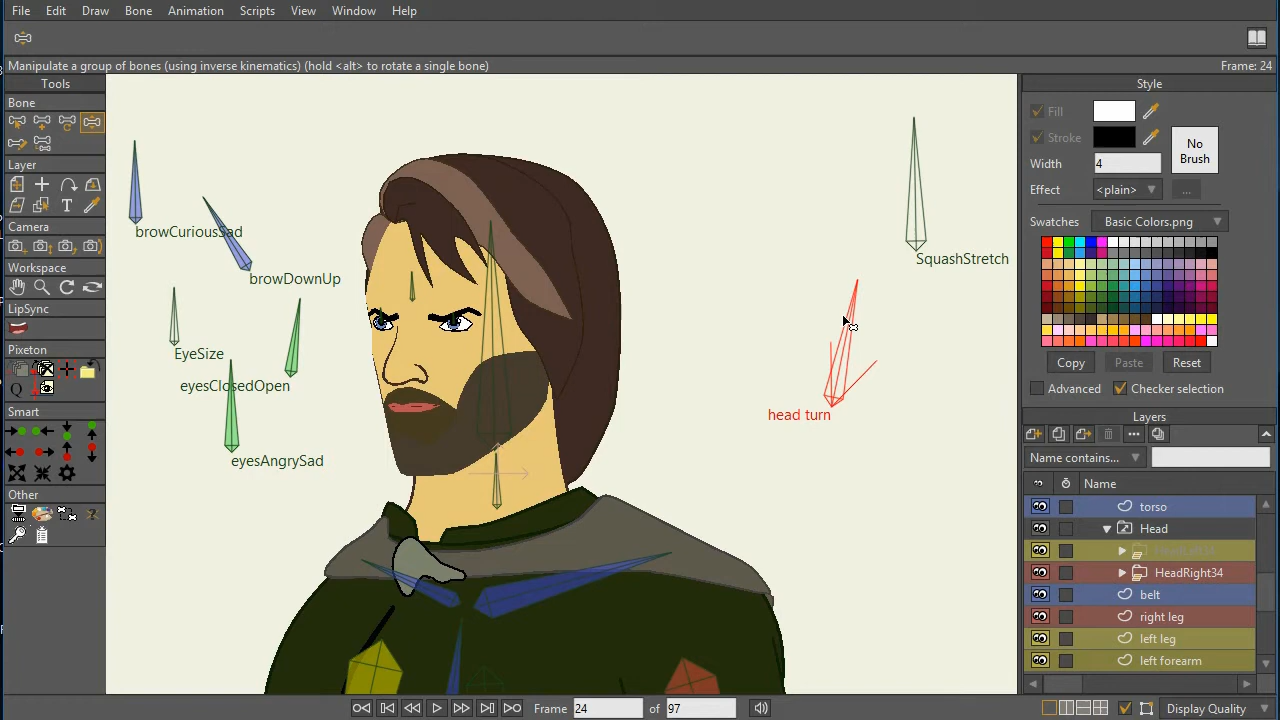 File Edit Draw Bone Animation Scripts View Window Help
Manipulate a group of bones (using inverse kinematics) (hold <alt> to rotate a single bone) Frame: 24
Tools
Bone
Layer
T
Camera
Workspace
LipSync
Pixeton
Q
Smart
Other
browCuriousSad
browDownUp
EyeSize
eyesClosedOpen
eyesAngrySad
head turn
SquashStretch
Style
Fill
Stroke
No
Brush
Width 4
Effect <plain> ...
Swatches Basic Colors.png
Copy Paste Reset
Advanced Checker selection
Layers
Name contains...
Name
torso
Head
HeadRight34
belt
right leg
left leg
left forearm
Frame 24 of 97
Display Quality